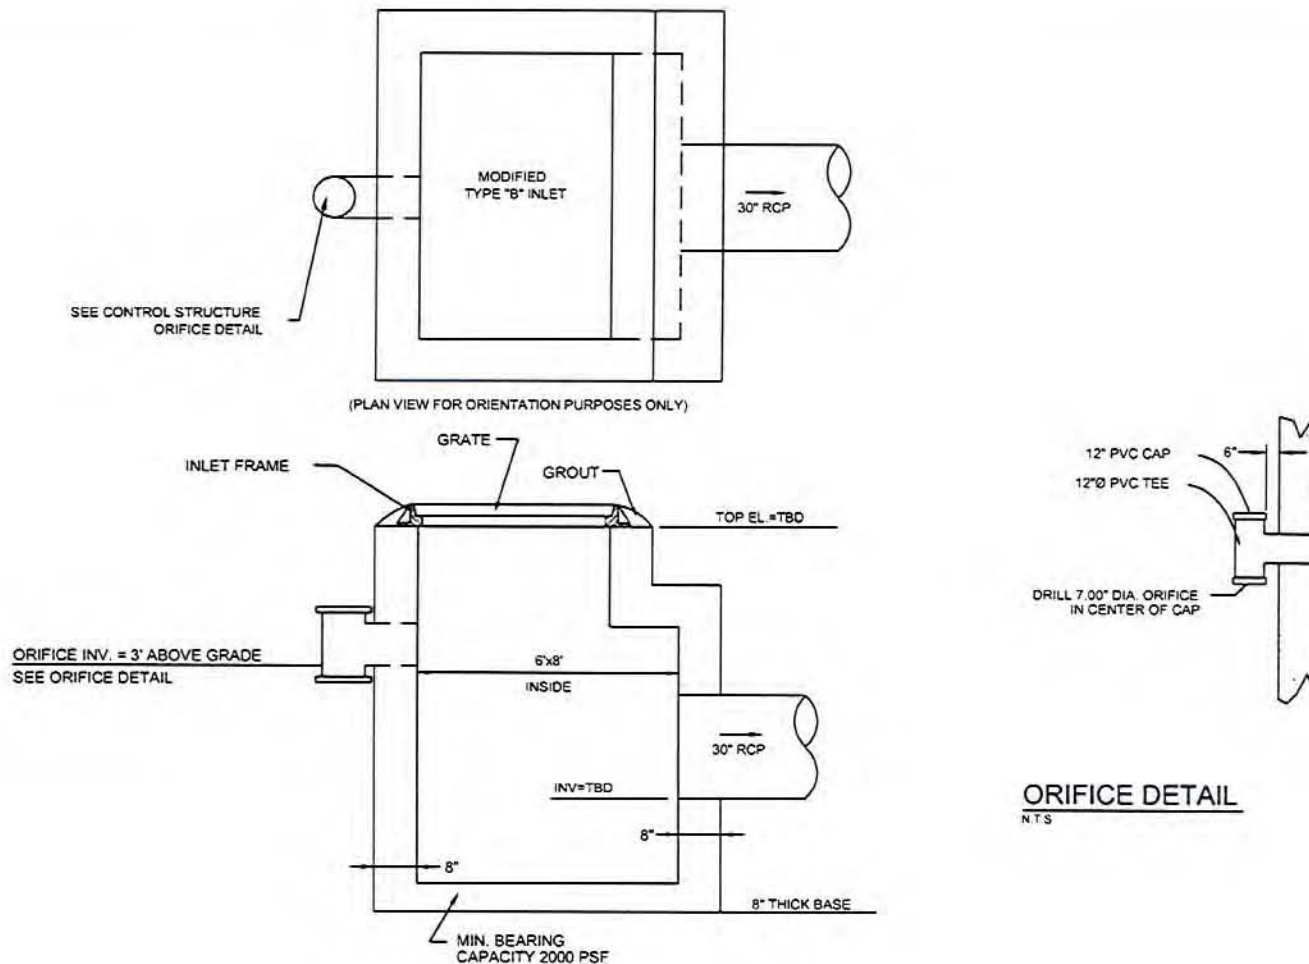 MODIFIED
TYPE "B" INLET
30" RCP
SEE CONTROL STRUCTURE
ORIFICE DETAIL
(PLAN VIEW FOR ORIENTATION PURPOSES ONLY)
GRATE
INLET FRAME
GROUT
TOP EL.=TBD
ORIFICE INV. = 3' ABOVE GRADE
SEE ORIFICE DETAIL
6'x8'
INSIDE
30" RCP
INV=TBD
8"
8"
8" THICK BASE
MIN. BEARING
CAPACITY 2000 PSF
12" PVC CAP
6"
12"Ø PVC TEE
DRILL 7.00" DIA. ORIFICE
IN CENTER OF CAP
ORIFICE DETAIL
N.T.S